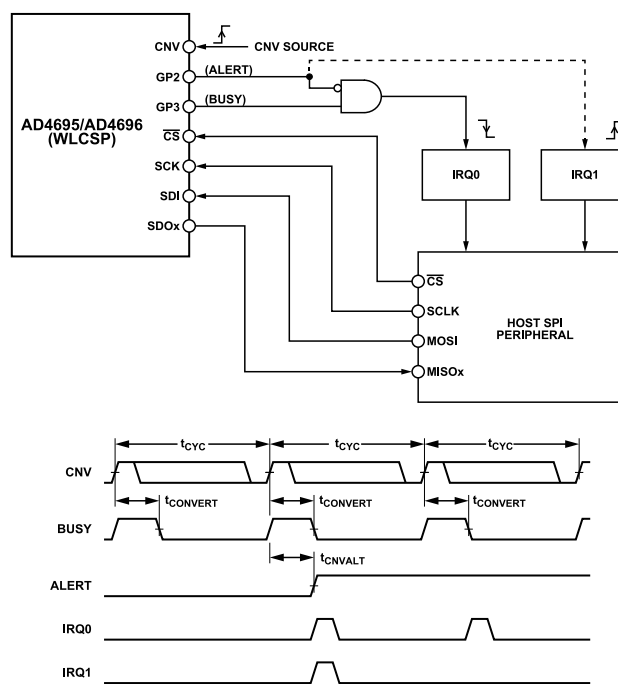 CNV
CNV SOURCE
GP2
(ALERT)
GP3
(BUSY)
AD4695/AD4696
(WLCSP)
CS
SCK
SDI
SDOx
IRQ0
IRQ1
CS
SCLK
MOSI
MISOx
HOST SPI
PERIPHERAL
tCYC
tCYC
tCYC
CNV
tCONVERT
tCONVERT
tCONVERT
BUSY
tCNVALT
ALERT
IRQ0
IRQ1